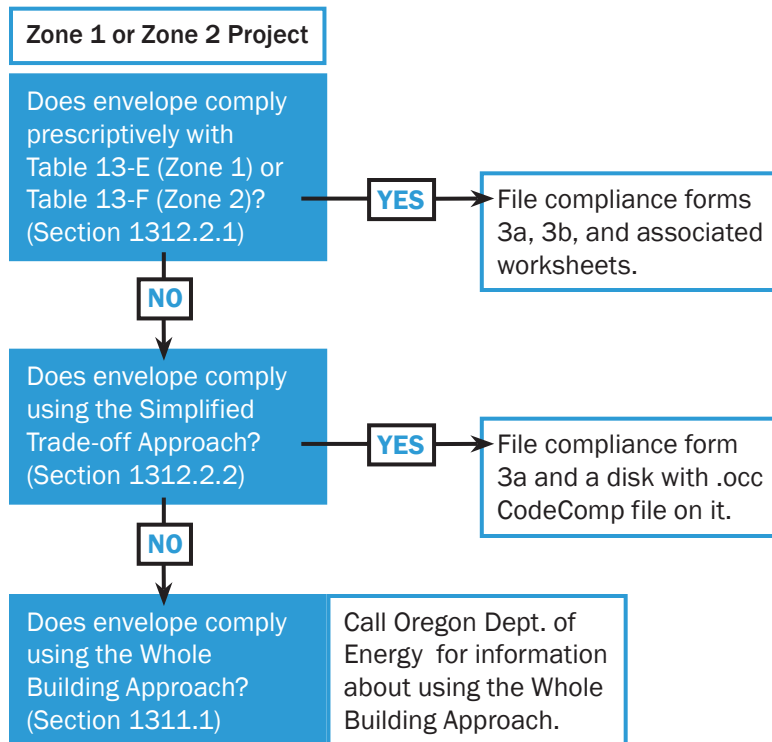 Zone 1 or Zone 2 Project
Does envelope comply
prescriptively with
Table 13-E (Zone 1) or
Table 13-F (Zone 2)?
(Section 1312.2.1)
YES
File compliance forms
3a, 3b, and associated
worksheets.
NO
Does envelope comply
using the Simplified
Trade-off Approach?
(Section 1312.2.2)
YES
File compliance form
3a and a disk with .occ
CodeComp file on it.
NO
Does envelope comply
using the Whole
Building Approach?
(Section 1311.1)
Call Oregon Dept. of
Energy for information
about using the Whole
Building Approach.